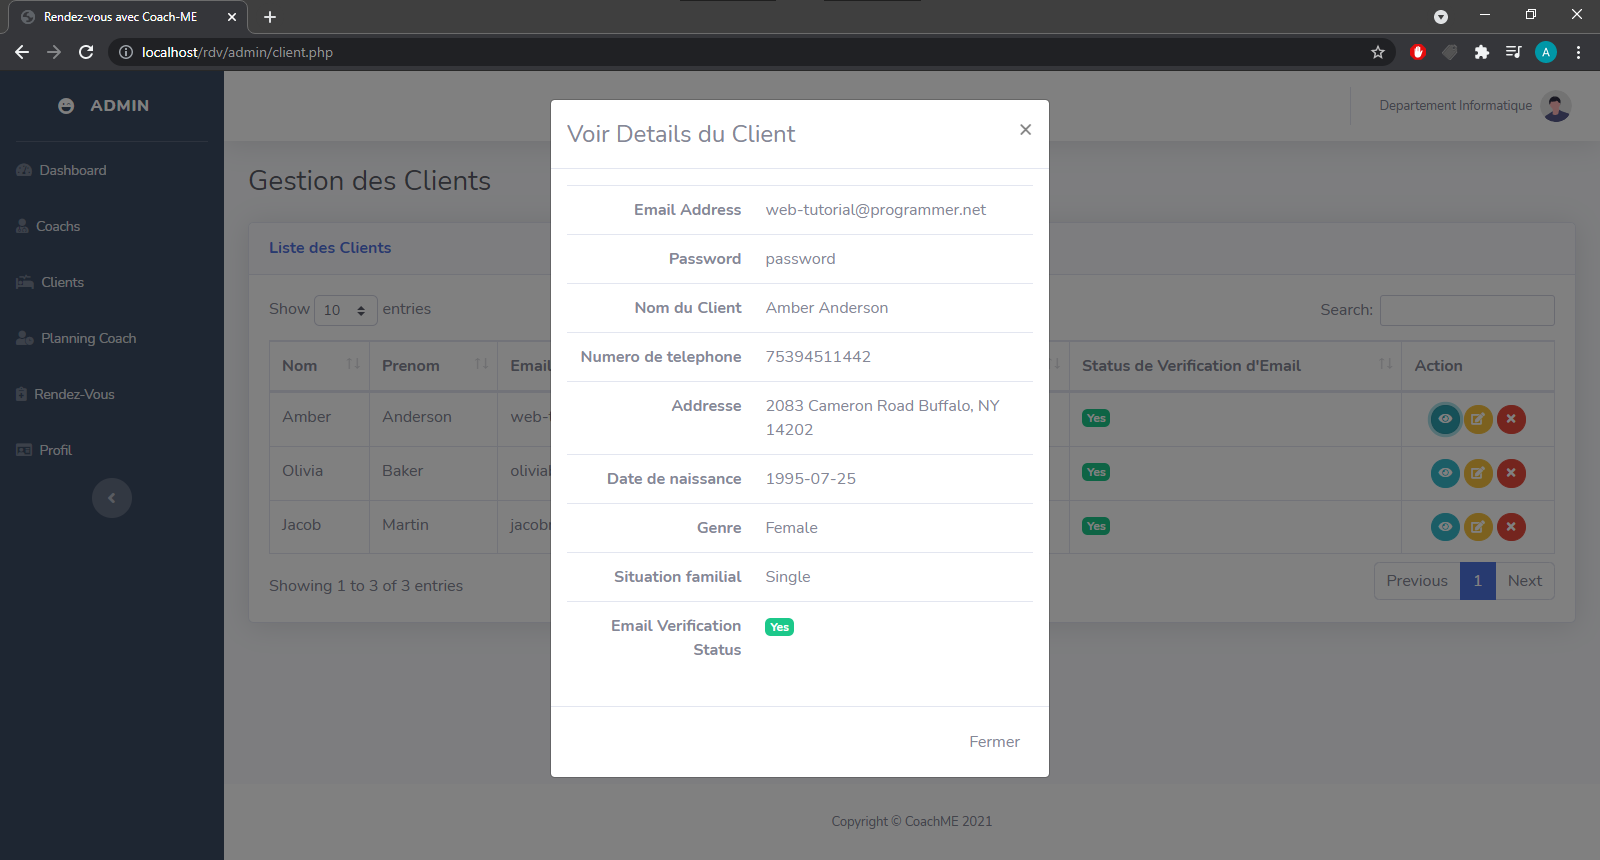 Rendez-vous avec Coach-ME
localhost/rdv/admin/client.php
A
ADMIN
Dashboard
Coachs
Clients
Planning Coach
Rendez-Vous
Profil
Departement Informatique
Gestion des Clients
Liste des Clients
Show 10 entries
Search:
Nom Prenom Email Status de Verification d'Email Action
Amber Anderson web-t Yes
Olivia Baker Yes
Jacob Martin Yes
Showing 1 to 3 of 3 entries
Previous 1 Next
Voir Details du Client
×
Email Address web-tutorial@programmer.net
Password password
Nom du Client Amber Anderson
Numero de telephone 75394511442
Addresse 2083 Cameron Road Buffalo, NY
14202
Date de naissance 1995-07-25
Genre Female
Situation familial Single
Email Verification Yes
Status
Fermer
Copyright © CoachME 2021